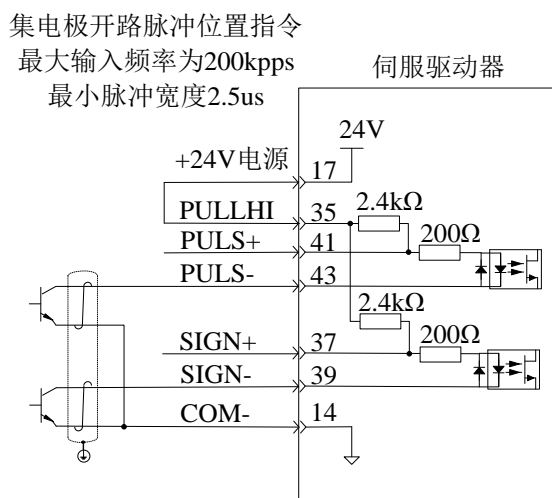 集电极开路脉冲位置指令
最大输入频率为200kpps
最小脉冲宽度2.5us
伺服驱动器
24V
+24V电源
17
PULLHI
35
2.4kΩ
PULS+
41
200Ω
PULS-
43
2.4kΩ
SIGN+
37
200Ω
SIGN-
39
COM-
14